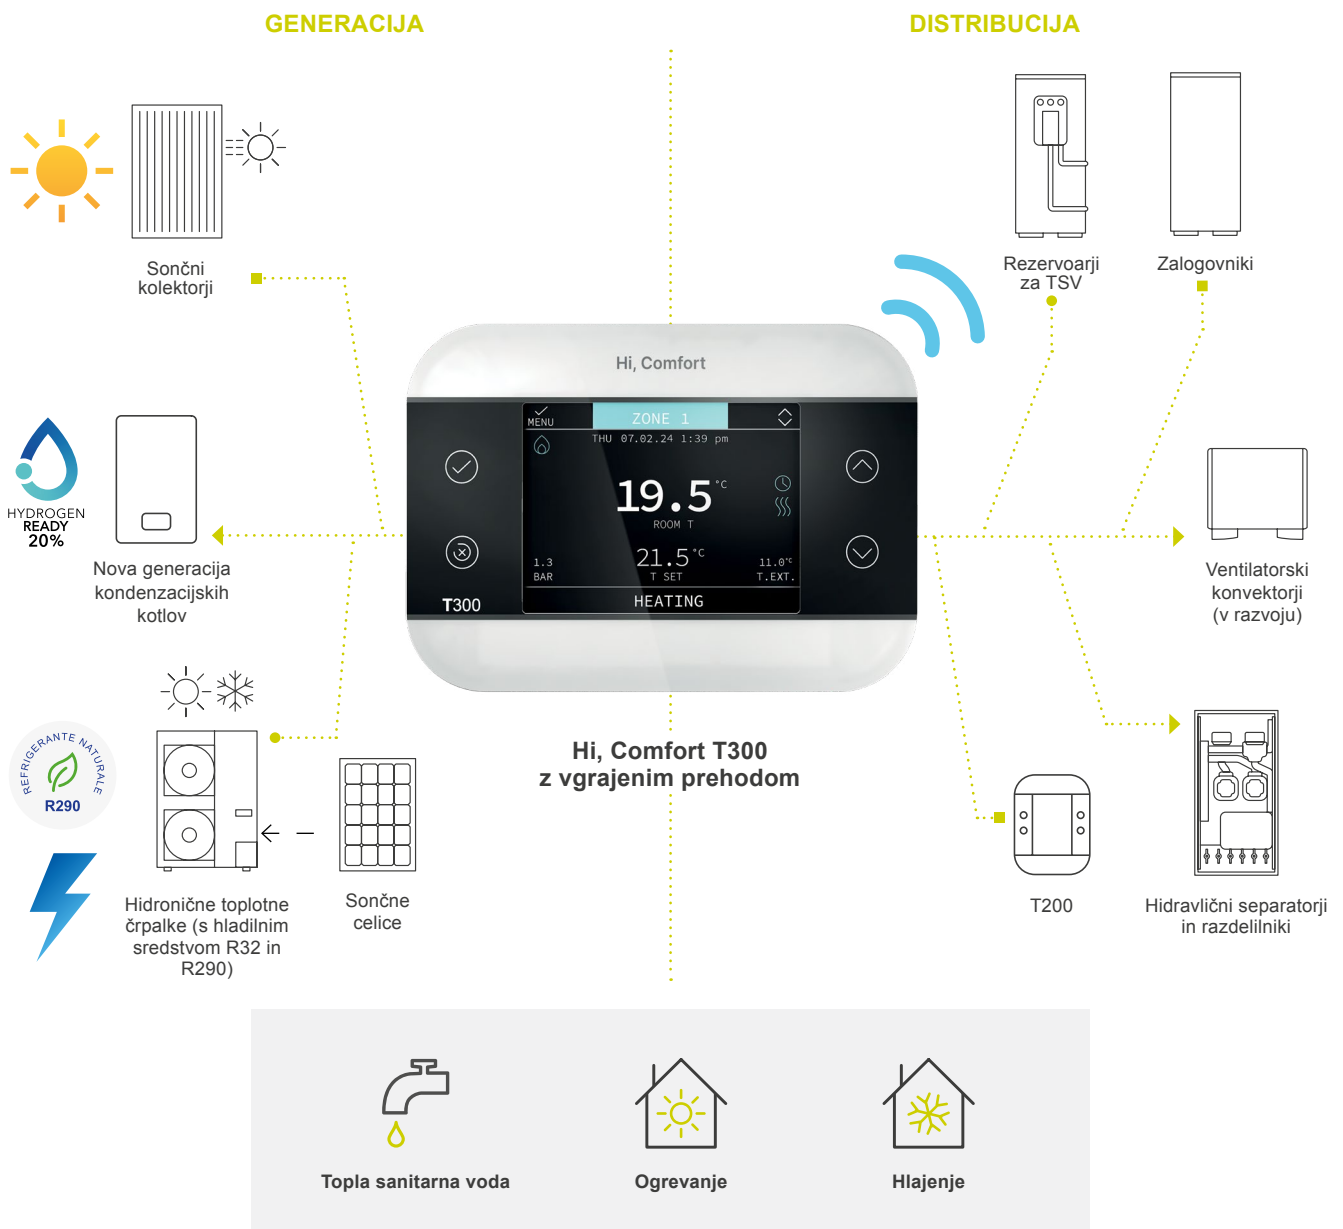 GENERACIJA
DISTRIBUCIJA
Sončni
kolektorji
Rezervoarji
za TSV
Zalogovniki
Hi, Comfort
MENU
ZONE 1
THU 07.02.24 1:39 pm
19.5°C
ROOM T
21.5°C
T SET
1.3
BAR
11.0°C
T.EXT.
HEATING
T300
HYDROGEN
READY
20%
Nova generacija
kondenzacijskih
kotlov
Ventilatorski
konvektorji
(v razvoju)
REFRIGERANTE NATURALE
R290
Hidronične toplotne
črpalke (s hladilnim
sredstvom R32 in
R290)
Sončne
celice
Hi, Comfort T300
z vgrajenim prehodom
T200
Hidravlični separatorji
in razdelilniki
Topla sanitarna voda
Ogrevanje
Hlajenje